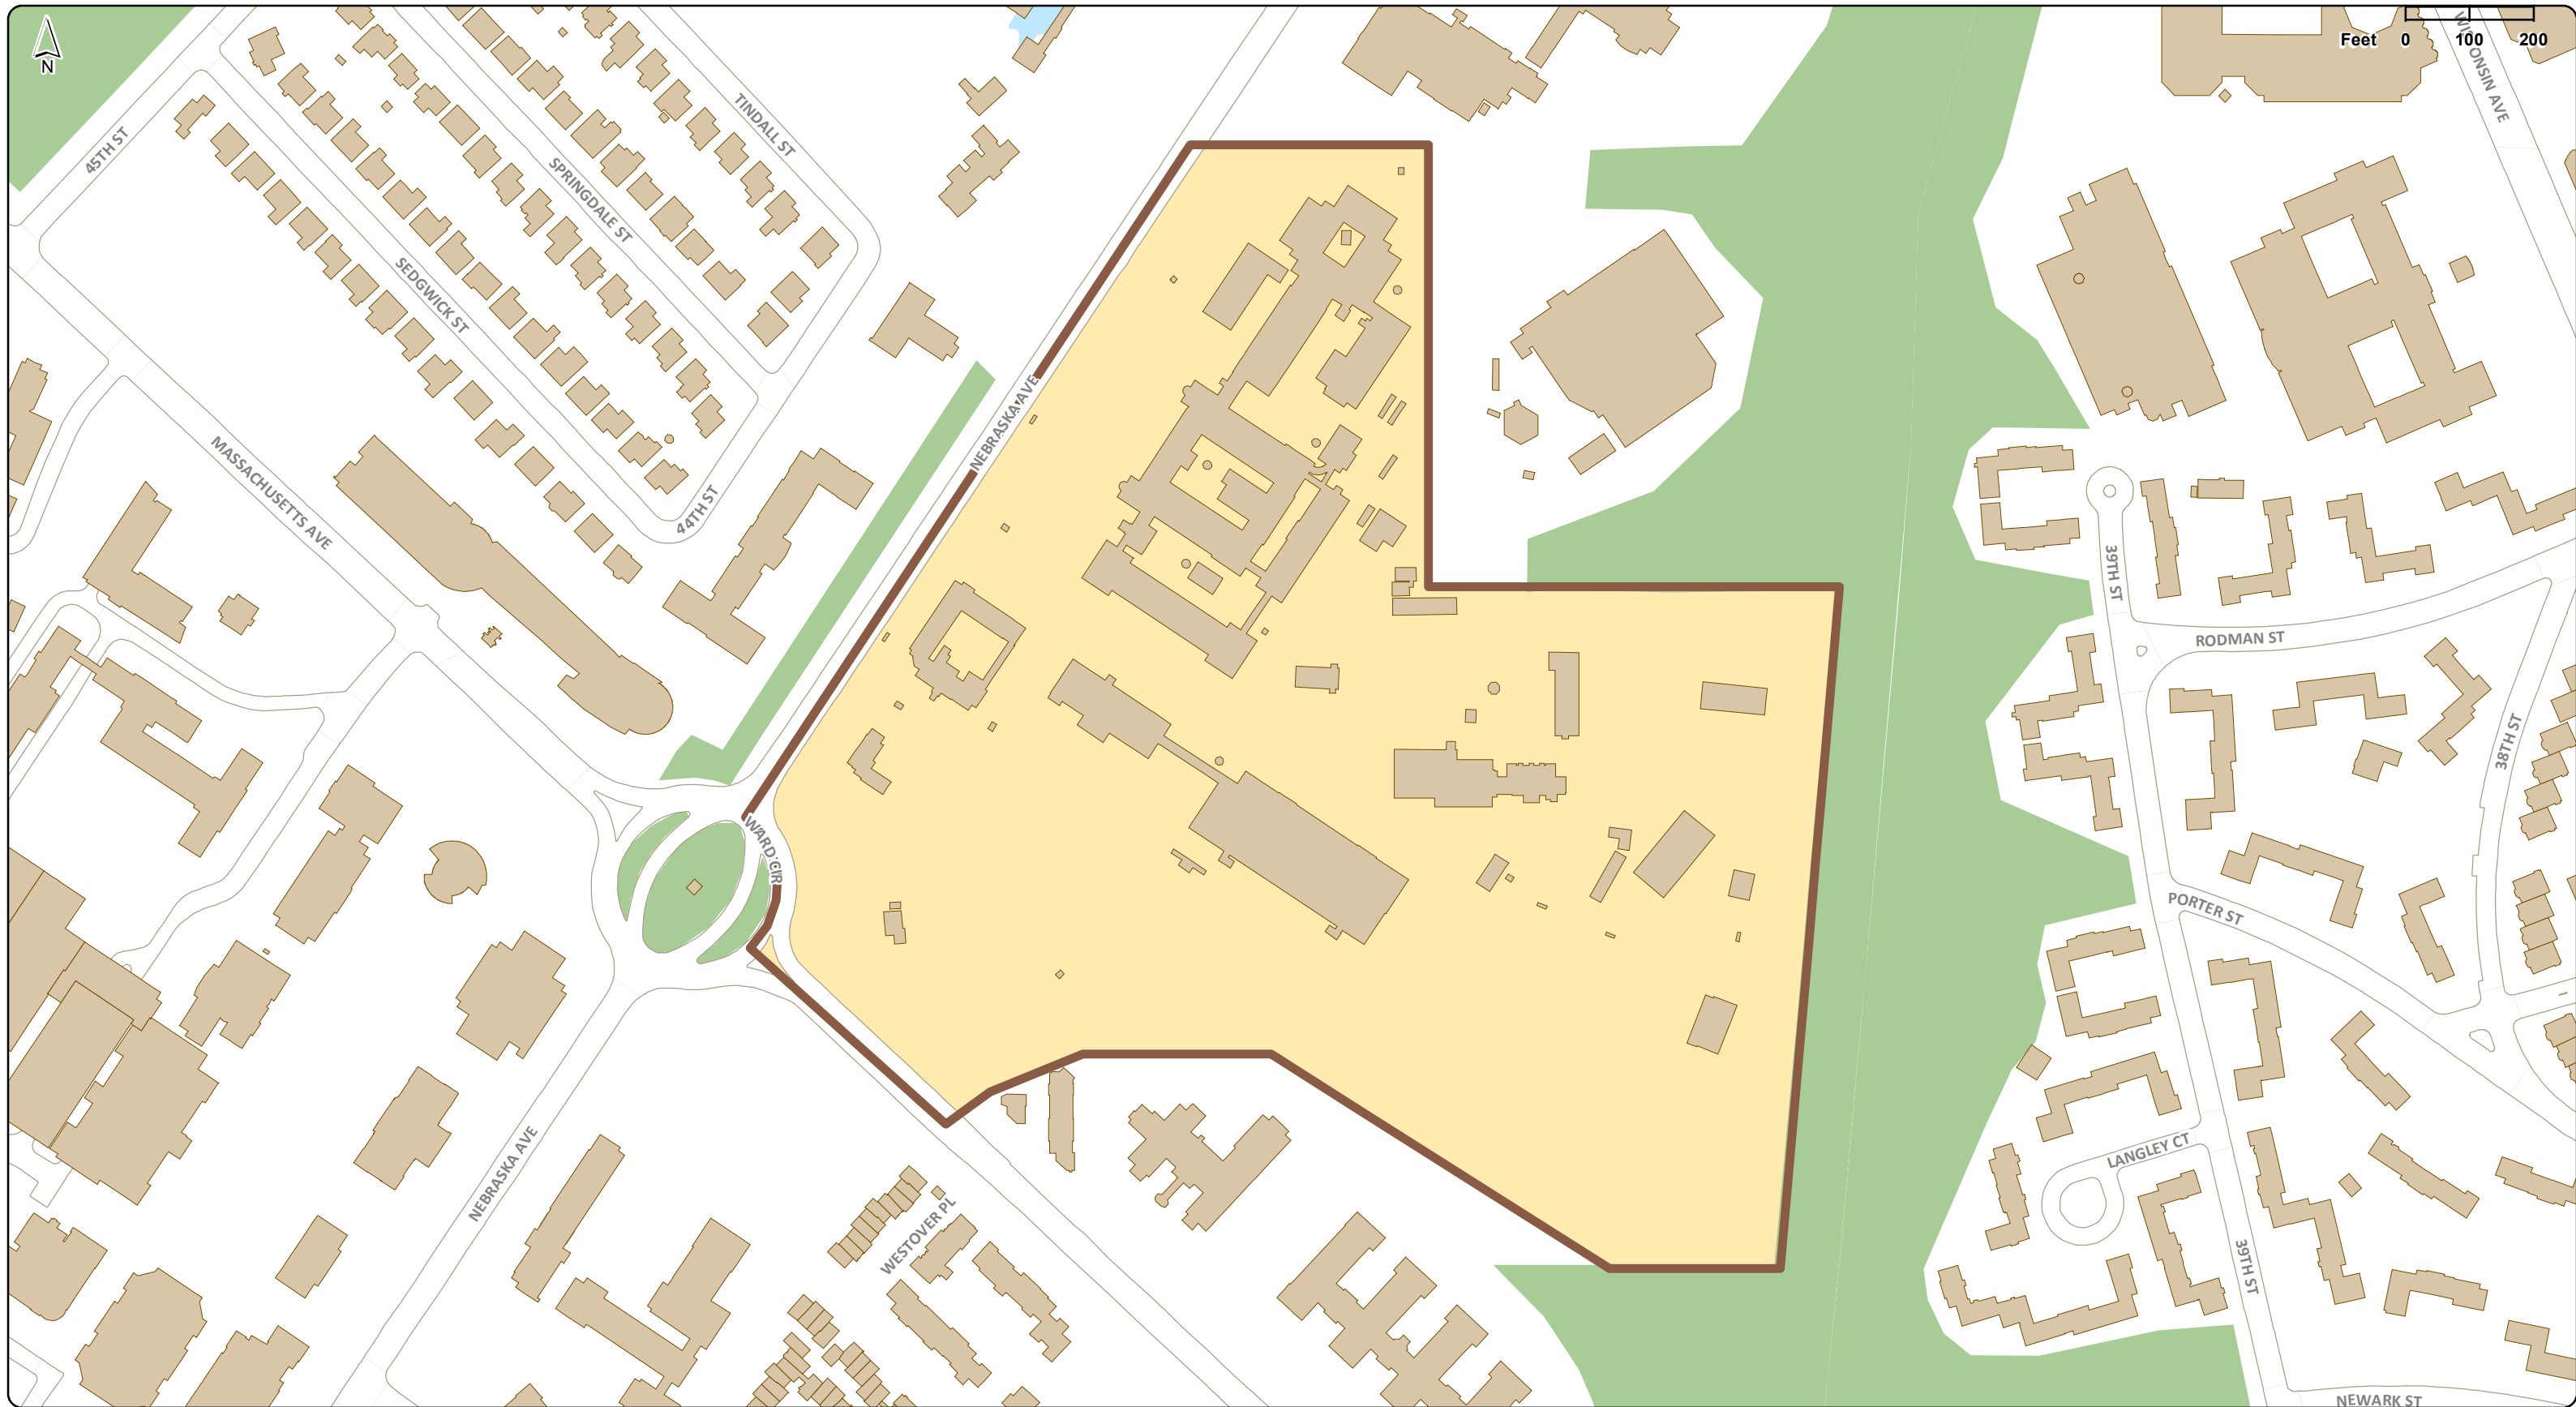 N
Feet 0 100 200
WISCONSIN AVE
45TH ST
TINDALL ST
SPRINGDALE ST
SEDGWICK ST
MASSACHUSETTS AVE
44TH ST
NEBRASKA AVE
39TH ST
RODMAN ST
38TH ST
WARD CIR
PORTER ST
NEBRASKA AVE
WESTOVER PL
LANGLEY CT
39TH ST
NEWARK ST